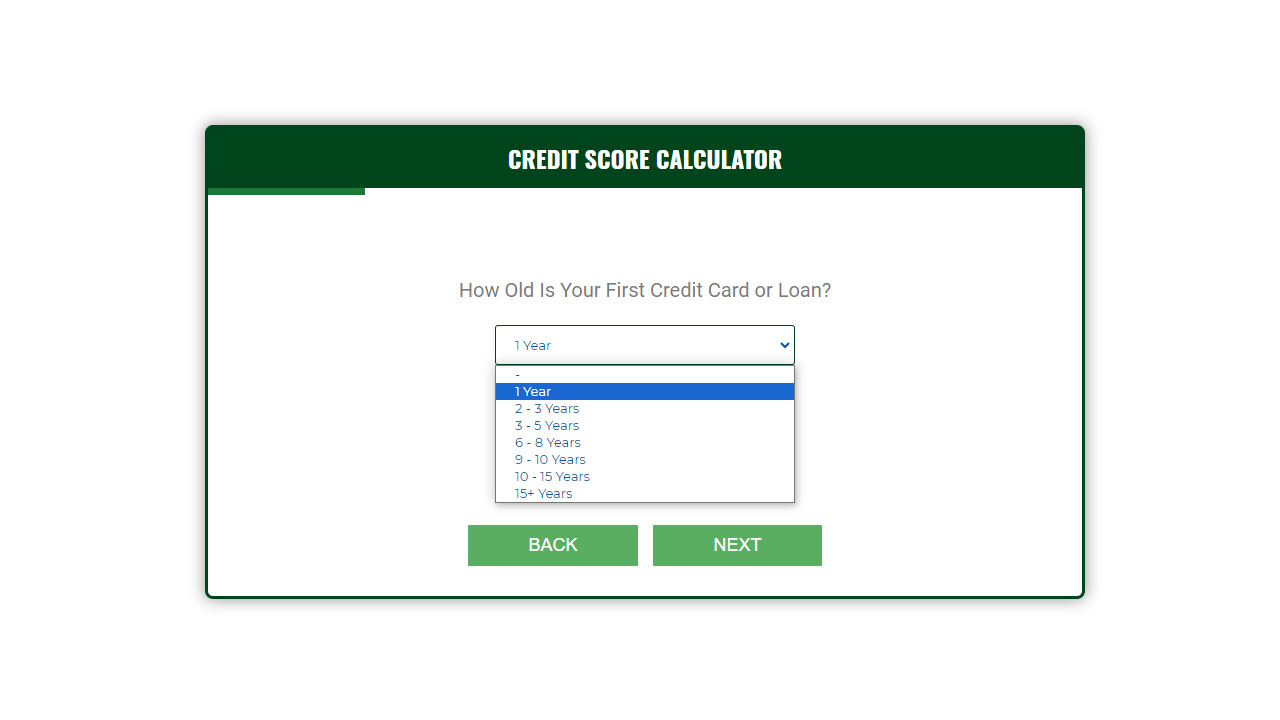 CREDIT SCORE CALCULATOR
How Old Is Your First Credit Card or Loan?
1 Year
-
1 Year
2 - 3 Years
3 - 5 Years
6 - 8 Years
9 - 10 Years
10 - 15 Years
15+ Years
BACK NEXT